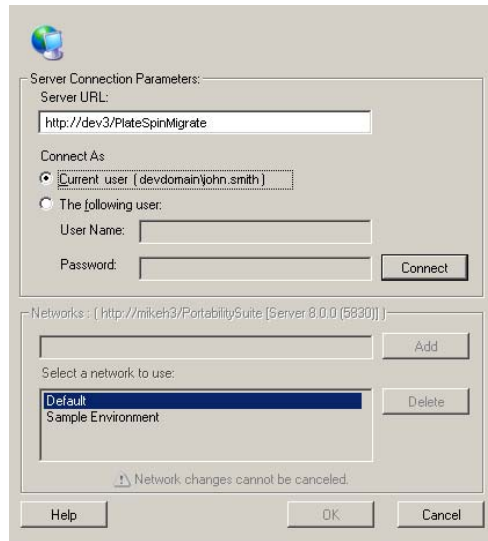 Server Connection Parameters:
Server URL:
http://dev3/PlateSpinMigrate
Connect As
Current user ( devdomain\john.smith )
The following user:
User Name:
Password:
Connect
Networks : ( http://mikeh3/PortabilitySuite [Server 8.0.0 (5830)] )
Add
Select a network to use:
Default
Sample Environment
Delete
Network changes cannot be canceled.
Help
OK
Cancel